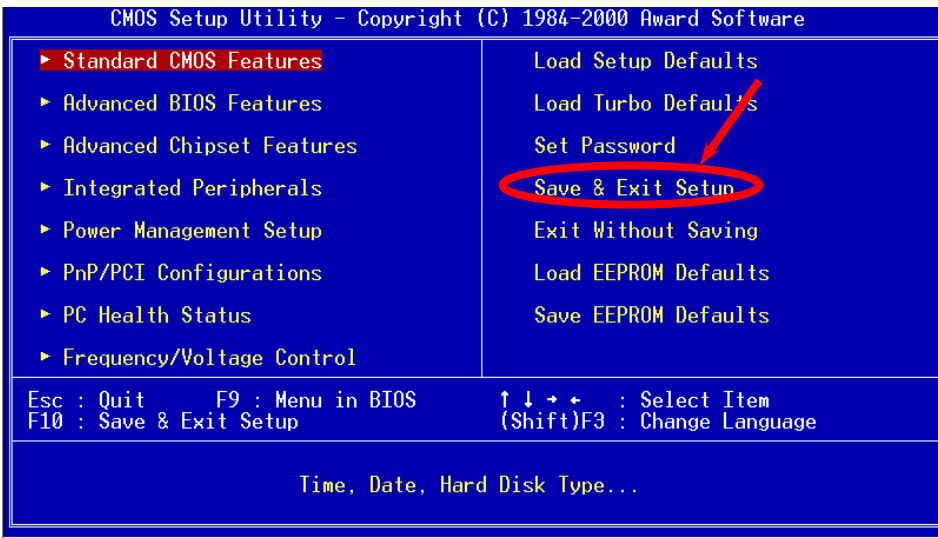 CMOS Setup Utility - Copyright (C) 1984-2000 Award Software
► Standard CMOS Features
► Advanced BIOS Features
► Advanced Chipset Features
► Integrated Peripherals
► Power Management Setup
► PnP/PCI Configurations
► PC Health Status
► Frequency/Voltage Control
Load Setup Defaults
Load Turbo Defaults
Set Password
Save & Exit Setup
Exit Without Saving
Load EEPROM Defaults
Save EEPROM Defaults
Esc : Quit F9 : Menu in BIOS ↑ ↓ → ← : Select Item
F10 : Save & Exit Setup (Shift)F3 : Change Language
Time, Date, Hard Disk Type...